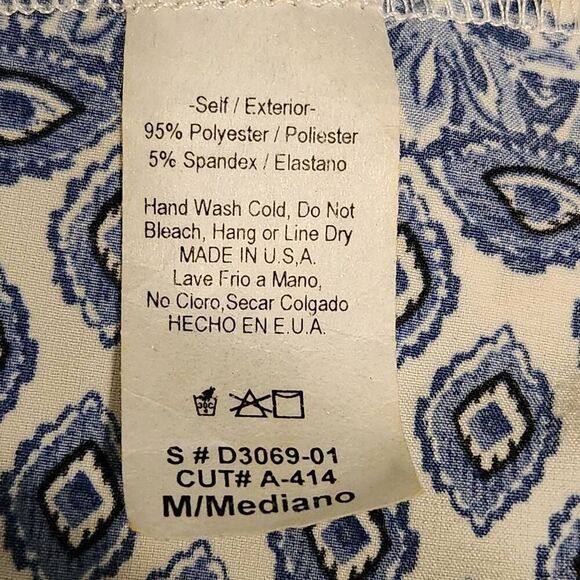 -Self / Exterior-
95% Polyester / Poliester
5% Spandex / Elastano
Hand Wash Cold, Do Not
Bleach, Hang or Line Dry
MADE IN U.S,A.
Lave Frio a Mano,
No Cloro,Secar Colgado
HECHO EN E.U.A.
30C
S # D3069-01
CUT# A-414
M/Mediano